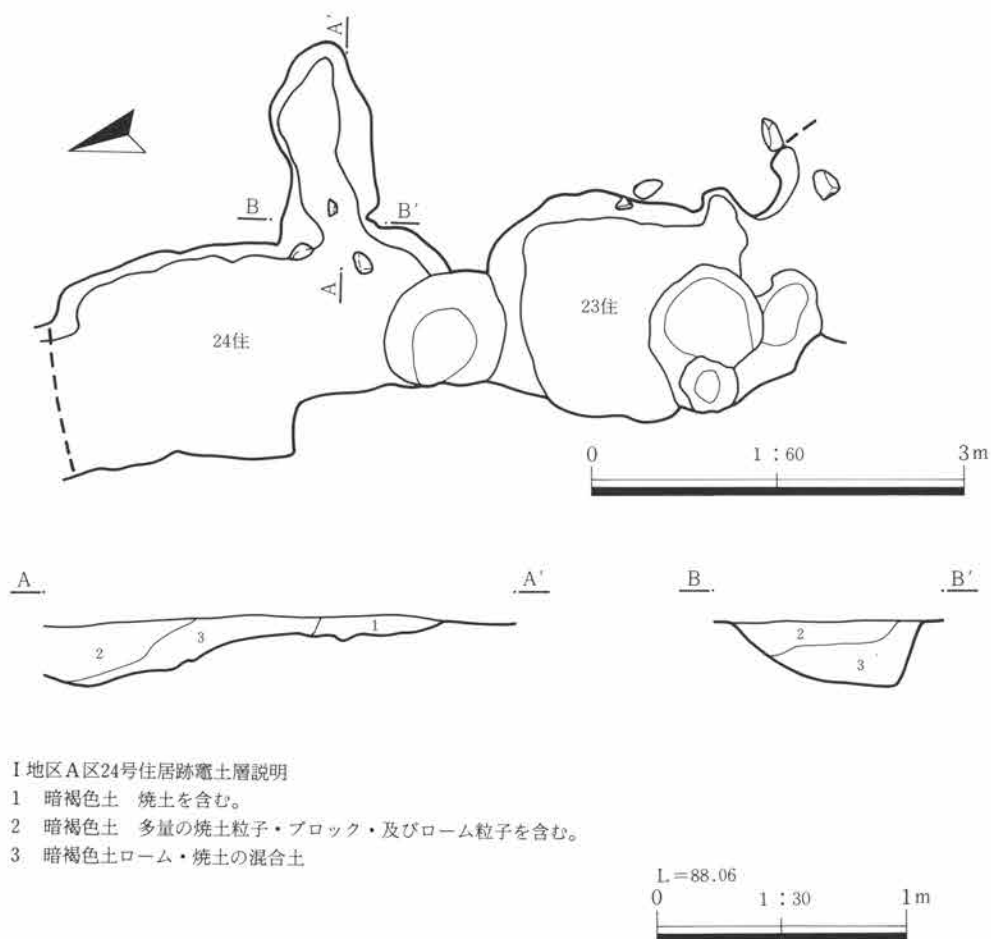 A′
B
B′
A
24住
23住
0 1：60 3m
A A′ B B′
1
2
3
2
3
I地区A区24号住居跡竈土層説明
1 暗褐色土 焼土を含む。
2 暗褐色土 多量の焼土粒子・ブロック・及びローム粒子を含む。
3 暗褐色土ローム・焼土の混合土
L＝88.06
0 1：30 1m